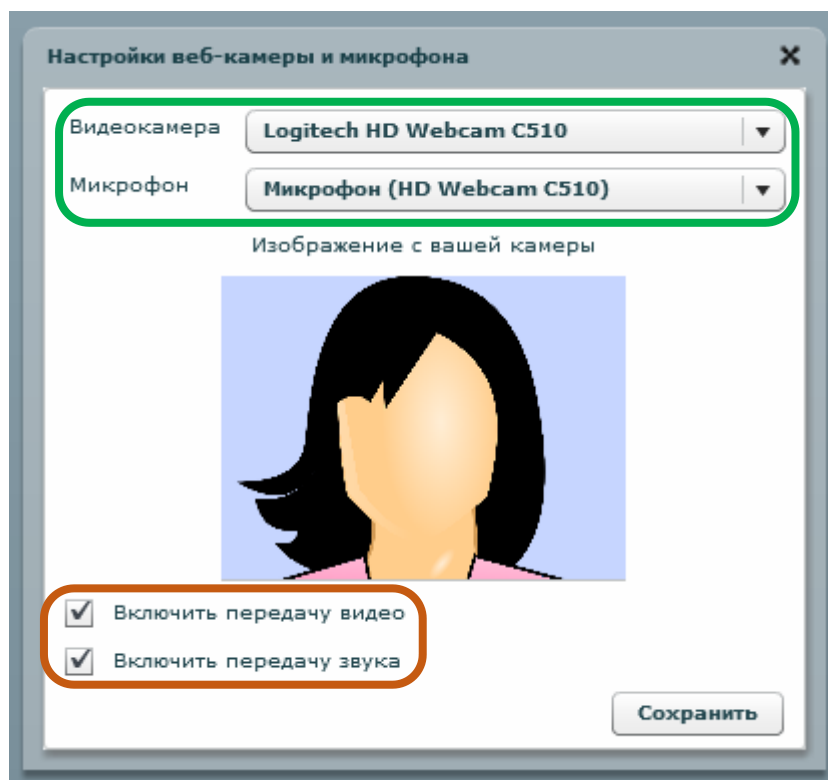 Настройки веб-камеры и микрофона
Видеокамера Logitech HD Webcam C510
Микрофон Микрофон (HD Webcam C510)
Изображение с вашей камеры
Включить передачу видео
Включить передачу звука
Сохранить